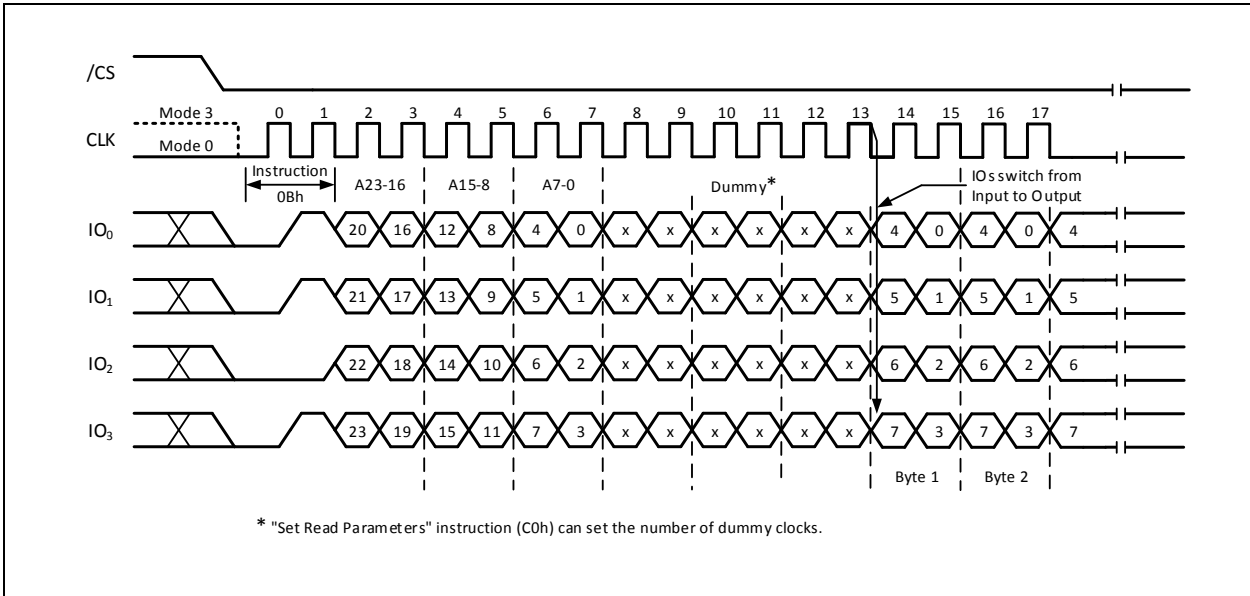 /CS
Mode 3 0 1 2 3 4 5 6 7 8 9 10 11 12 13 14 15 16 17
CLK
Mode 0
Instruction
0Bh
A23-16 A15-8 A7-0 Dummy*
IOs switch from
Input to Output
IO0 20 16 12 8 4 0 x x x x x x 4 0 4 0 4
IO1 21 17 13 9 5 1 x x x x x x 5 1 5 1 5
IO2 22 18 14 10 6 2 x x x x x x 6 2 6 2 6
IO3 23 19 15 11 7 3 x x x x x x 7 3 7 3 7
Byte 1 Byte 2
* "Set Read Parameters" instruction (C0h) can set the number of dummy clocks.